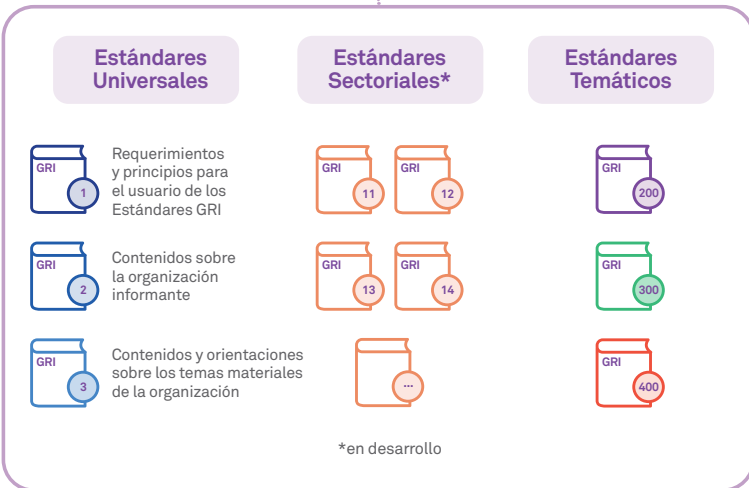 Estándares
Universales
Estándares
Sectoriales*
Estándares
Temáticos
GRI
1
Requerimientos
y principios para
el usuario de los
Estándares GRI
GRI
11
GRI
12
GRI
200
GRI
2
Contenidos sobre
la organización
informante
GRI
13
GRI
14
GRI
300
GRI
3
Contenidos y orientaciones
sobre los temas materiales
de la organización
...
GRI
400
*en desarrollo